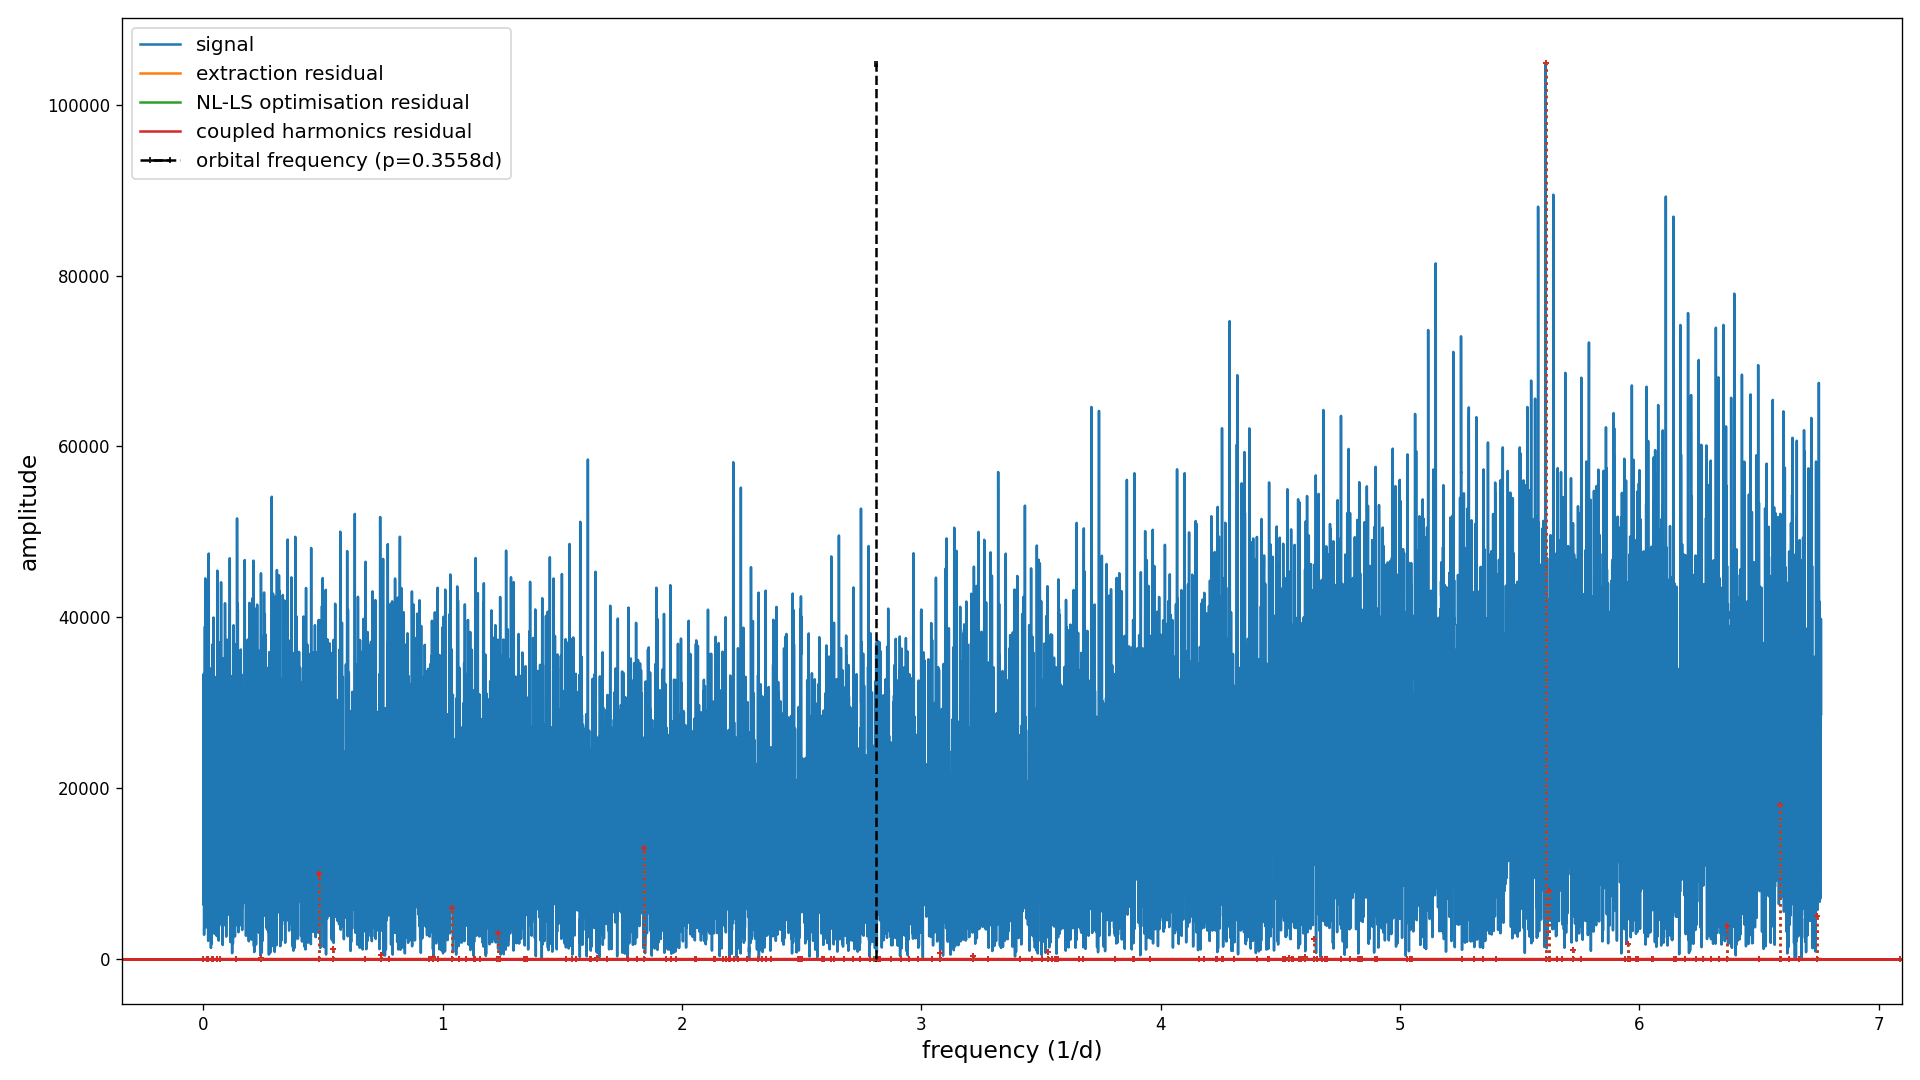 signal
extraction residual
NL-LS optimisation residual
coupled harmonics residual
orbital frequency (p=0.3558d)
100000
80000
60000
40000
20000
0
amplitude
0 1 2 3 4 5 6 7
frequency (1/d)